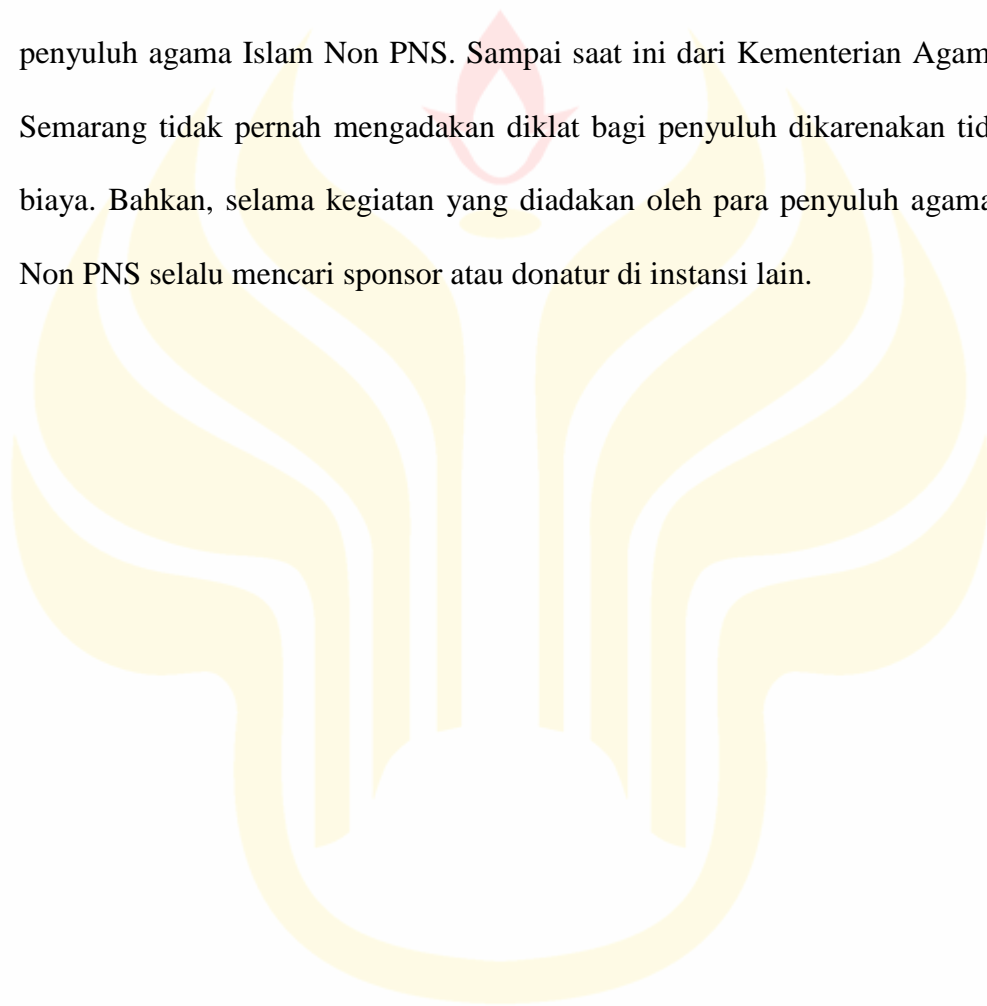 penyuluh agama Islam Non PNS. Sampai saat ini dari Kementerian Agam
Semarang tidak pernah mengadakan diklat bagi penyuluh dikarenakan tid
biaya. Bahkan, selama kegiatan yang diadakan oleh para penyuluh agama
Non PNS selalu mencari sponsor atau donatur di instansi lain.